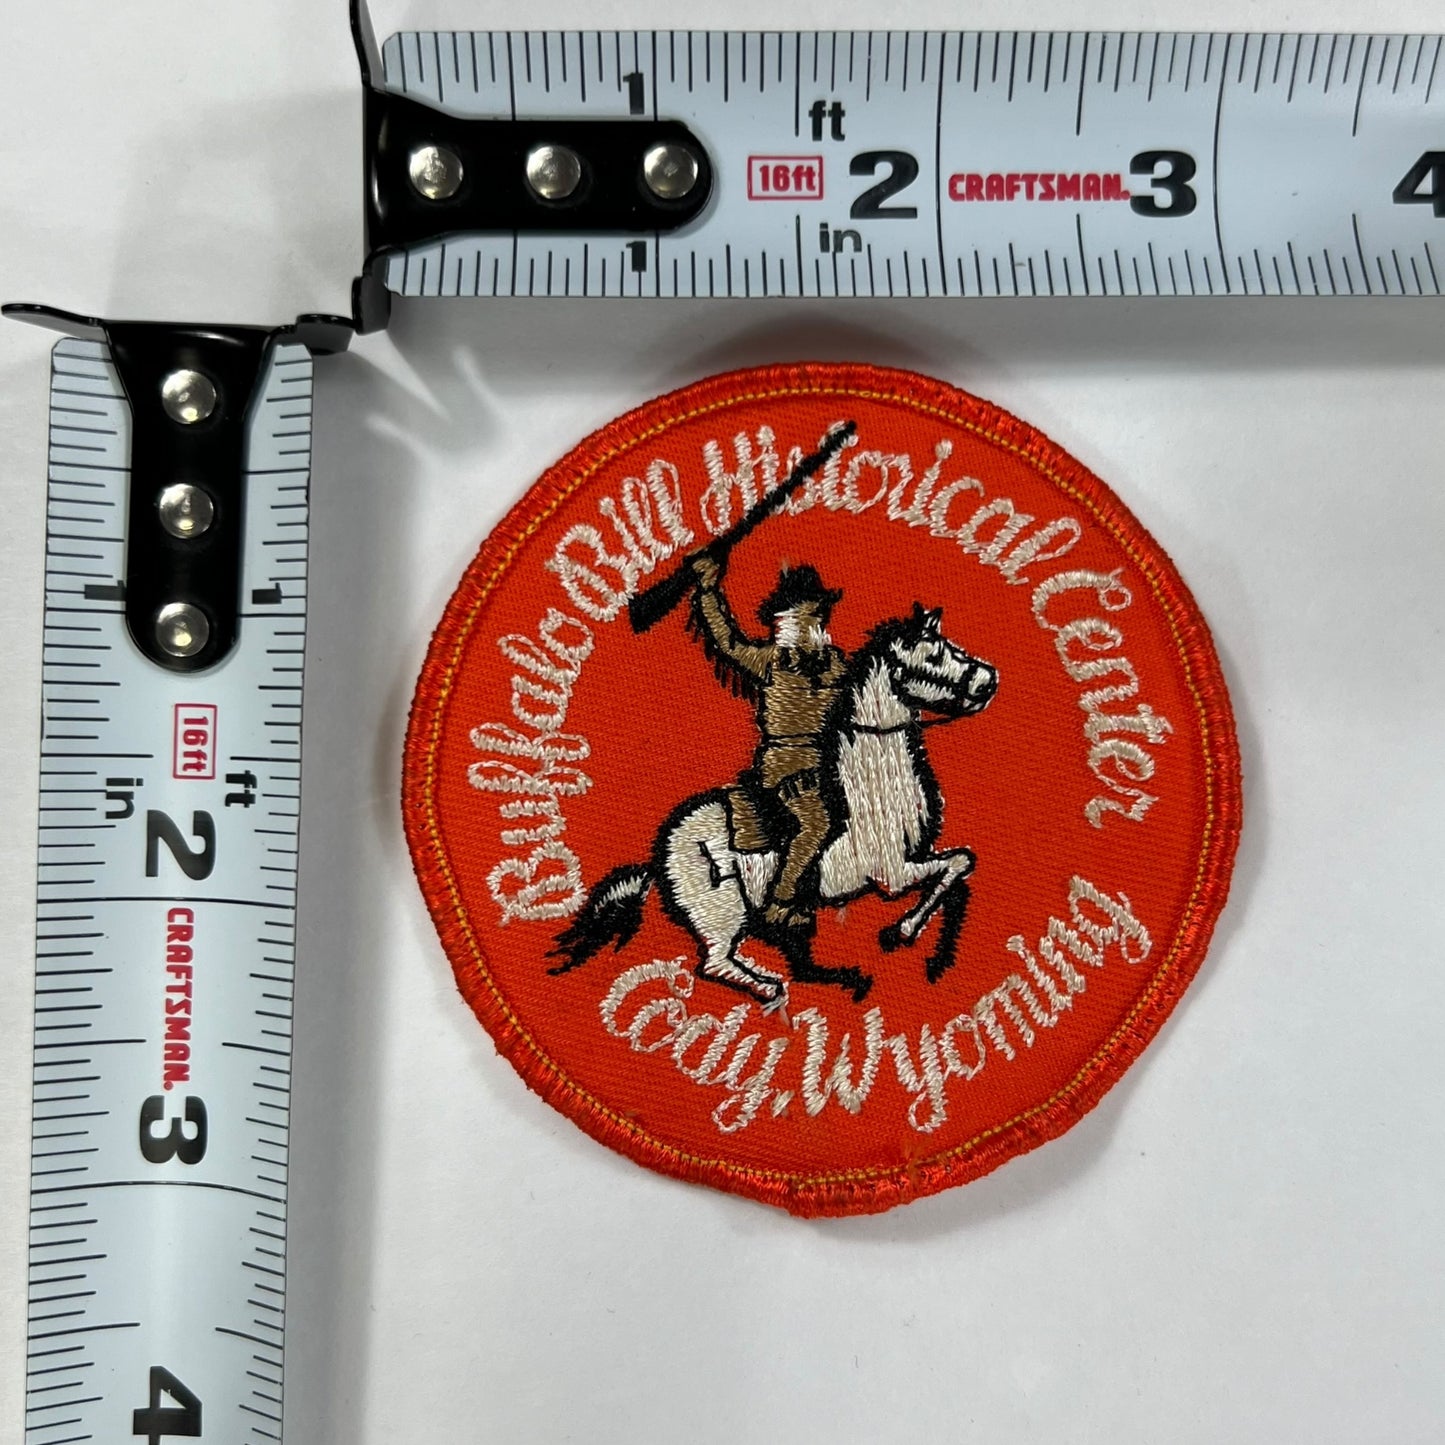 1
ft
16ft
2
CRAFTSMAN.
3
4
in
1
1
1
16ft
ft
in
2
CRAFTSMAN.
3
4
Buffalo Bill Historical Center
Cody, Wyoming